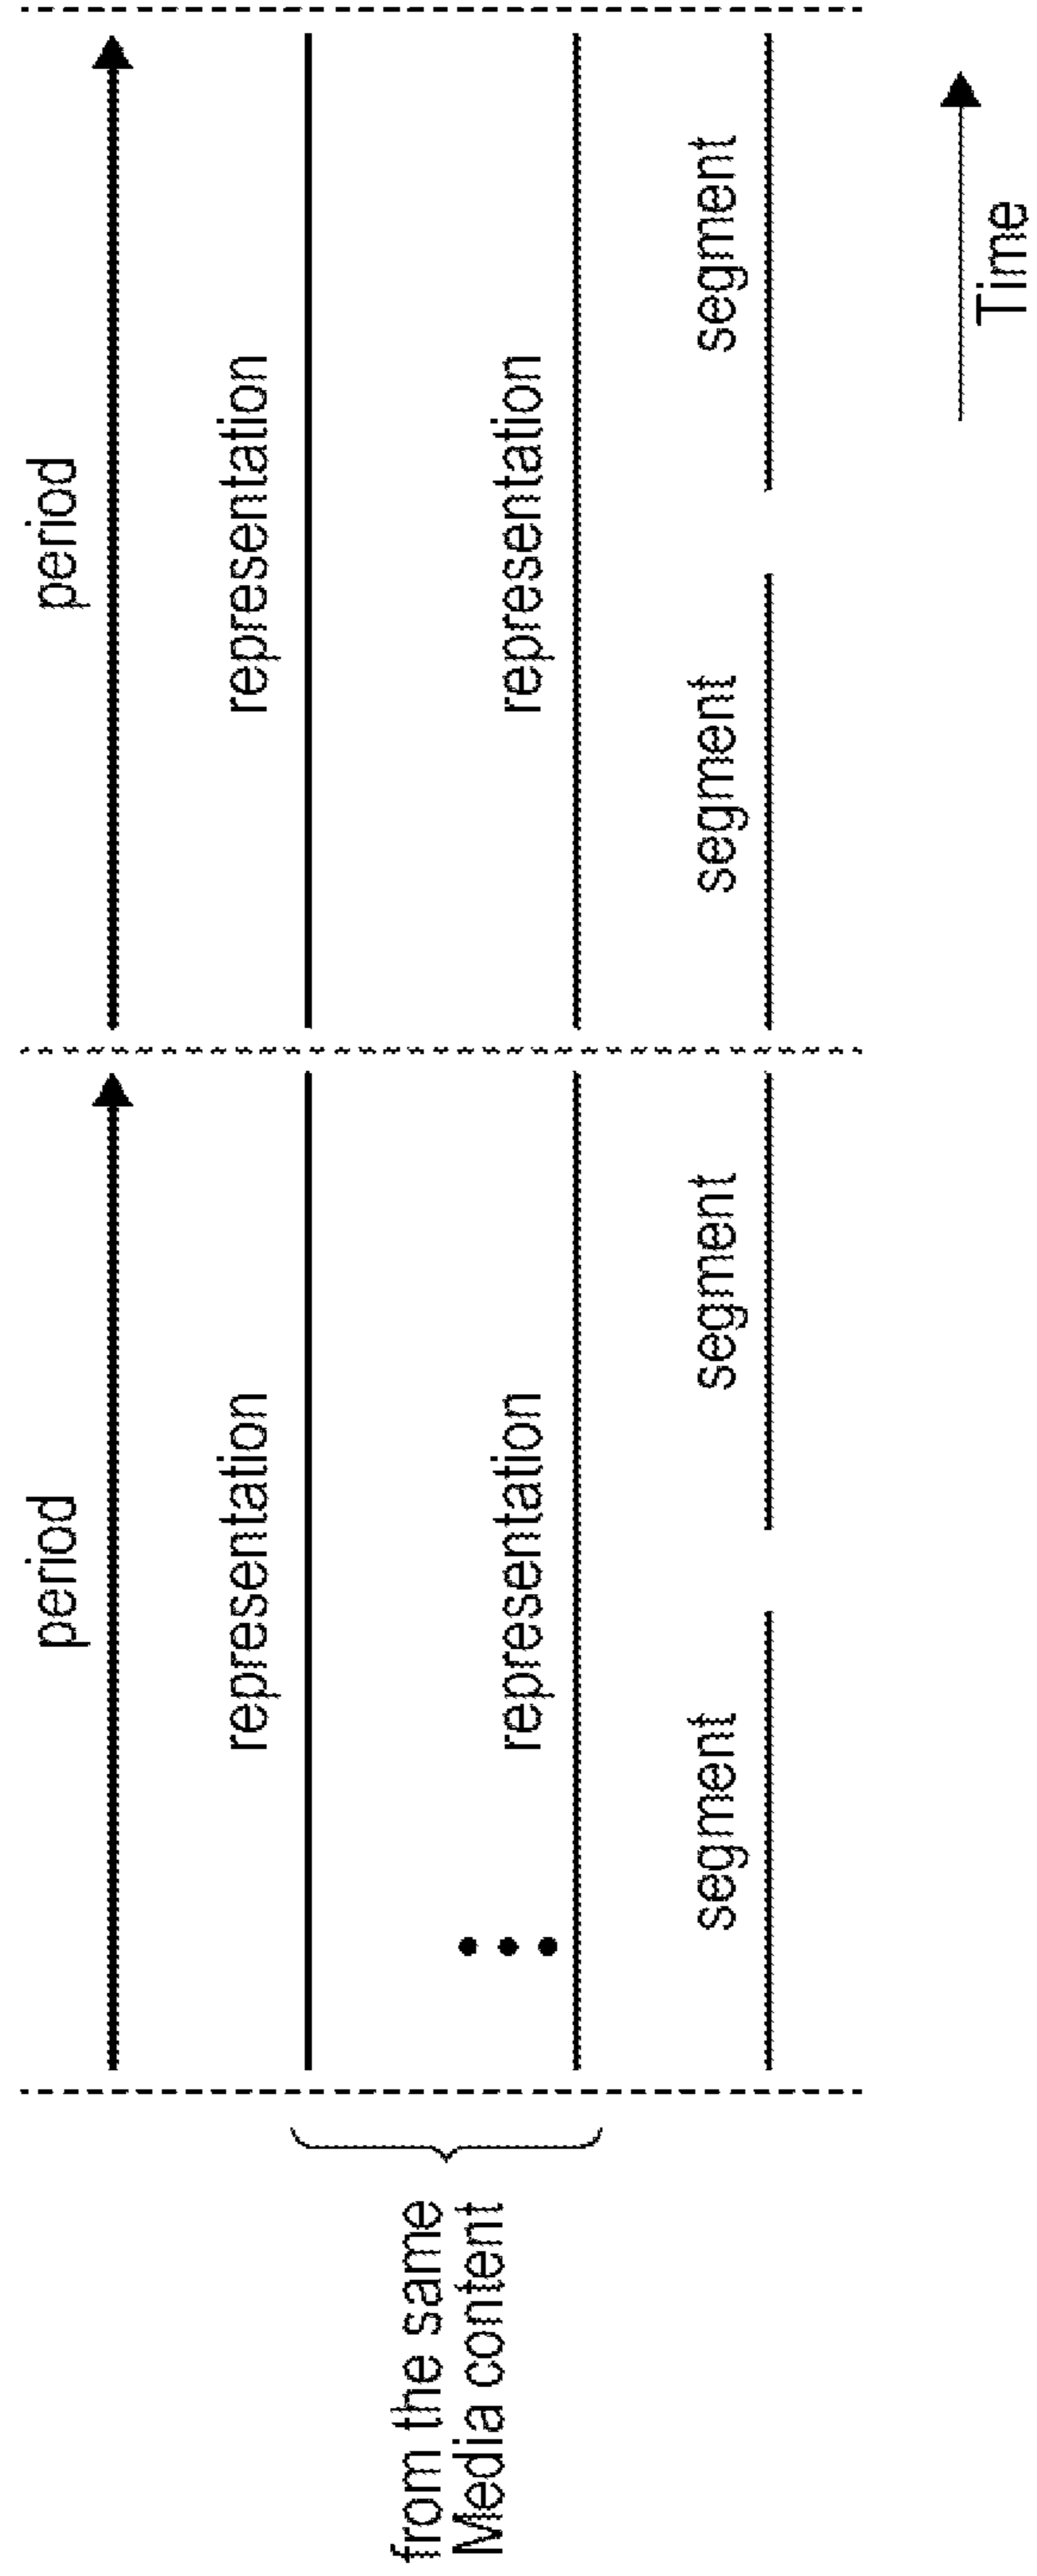 period
period
representation
representation
from the same
Media content
representation
representation
segment
segment
segment
segment
Time